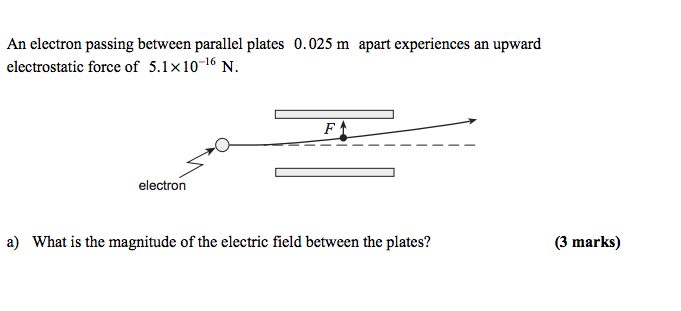 An electron passing between parallel plates 0.025 m apart experiences an upward
electrostatic force of 5.1×10⁻¹⁶ N.
F
electron
a) What is the magnitude of the electric field between the plates? (3 marks)